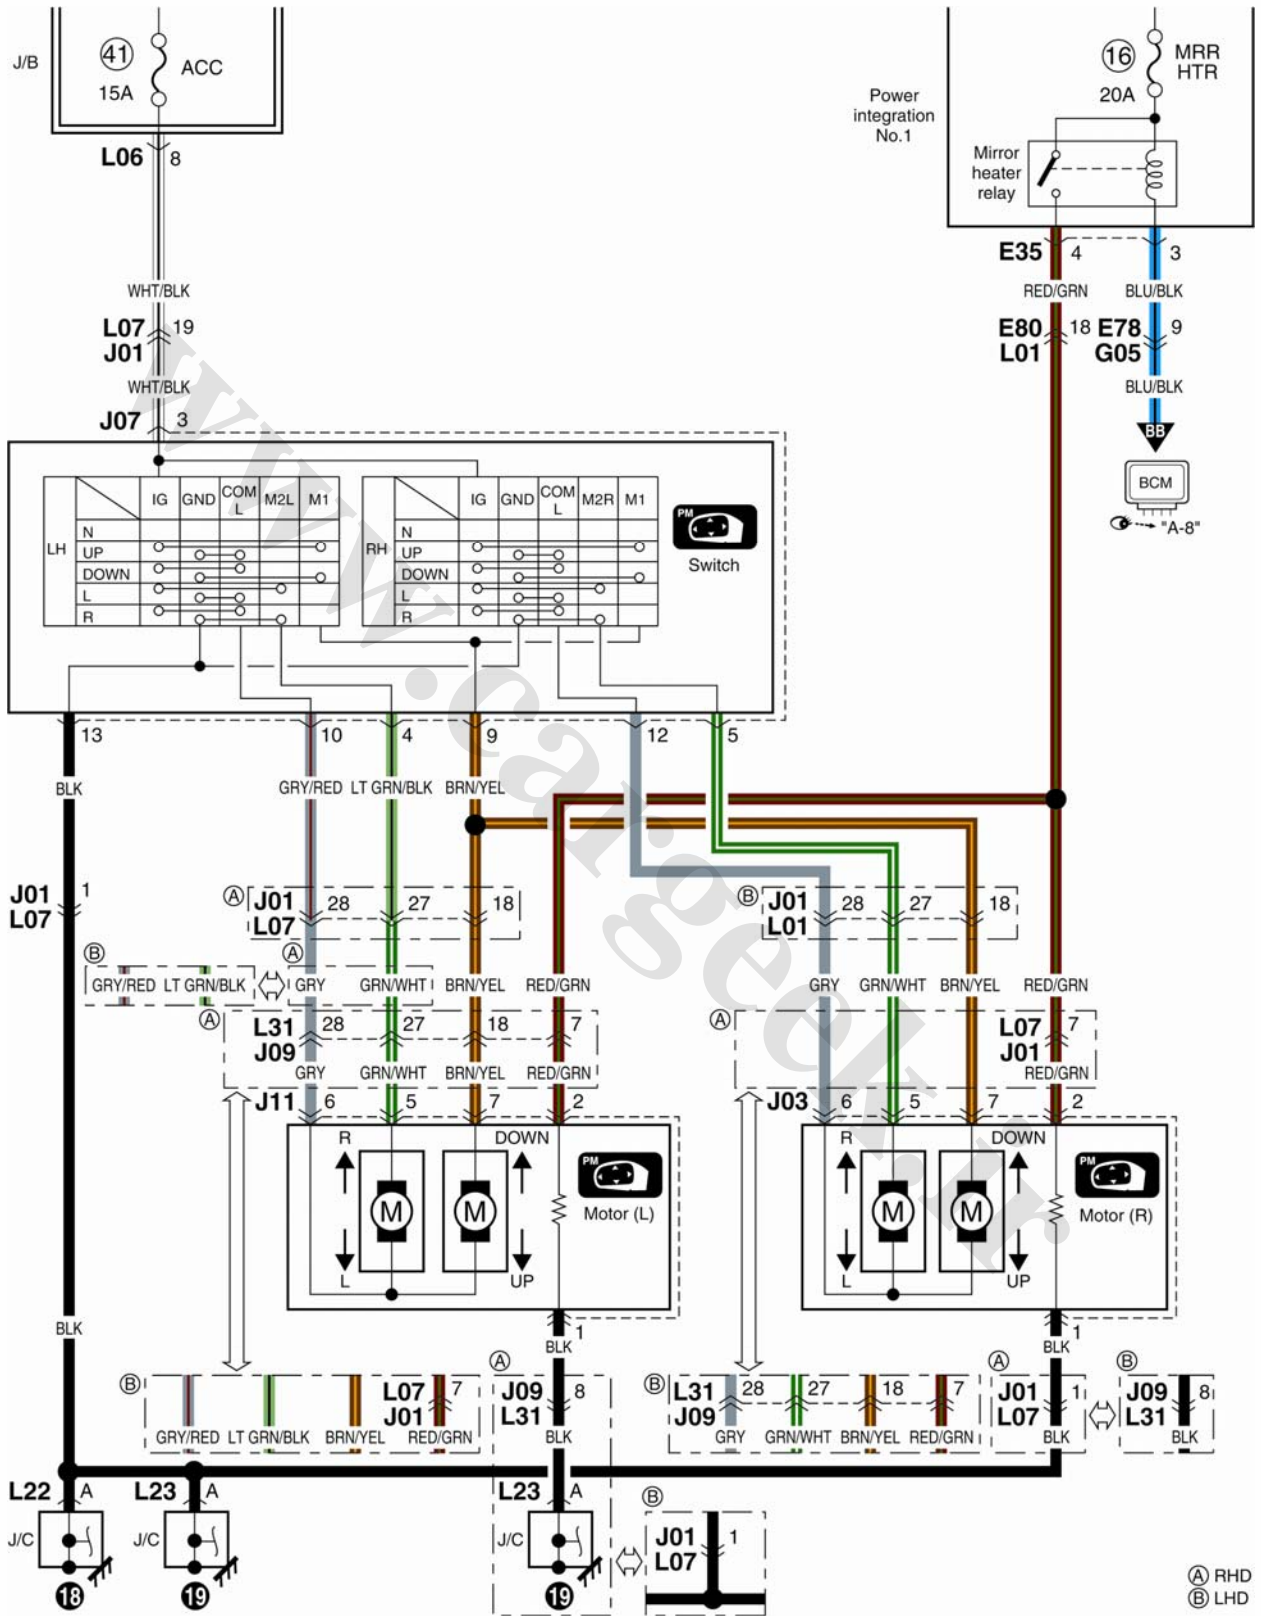 J/B
41
15A
ACC
Power
integration
No.1
16
20A
MRR
HTR
Mirror
heater
relay
L06 8
E35 4 3
WHT/BLK
RED/GRN BLU/BLK
L07 19
J01
E80 18 E78 9
L01 G05
WHT/BLK
BLU/BLK
J07 3
BB
BCM
"A-8"
LH
IG GND COM L M2L M1
N
UP
DOWN
L
R
RH
IG GND COM L M2R M1
N
UP
DOWN
L
R
PM
Switch
13 10 4 9 12 5
BLK GRY/RED LT GRN/BLK BRN/YEL
J01 1
L07
A J01 28 27 18
L07
B J01 28 27 18
L01
B GRY/RED LT GRN/BLK
A GRY GRN/WHT BRN/YEL RED/GRN
GRY GRN/WHT BRN/YEL RED/GRN
A L31 28 27 18 7
J09
GRY GRN/WHT BRN/YEL RED/GRN
A L07 7
J01
RED/GRN
J11 6 5 7 2
J03 6 5 7 2
R DOWN
M M
L UP
PM
Motor (L)
R DOWN
M M
L UP
PM
Motor (R)
BLK
1
BLK
1
BLK
B L07 7
J01
GRY/RED LT GRN/BLK BRN/YEL RED/GRN
A J09 8
L31
BLK
B L31 28 27 18 7
J09
GRY GRN/WHT BRN/YEL RED/GRN
A J01 1
L07
BLK
B J09 8
L31
BLK
L22 A
J/C
18
L23 A
J/C
19
L23 A
J/C
19
B
J01 1
L07
A RHD
B LHD
www.cargeek.ir